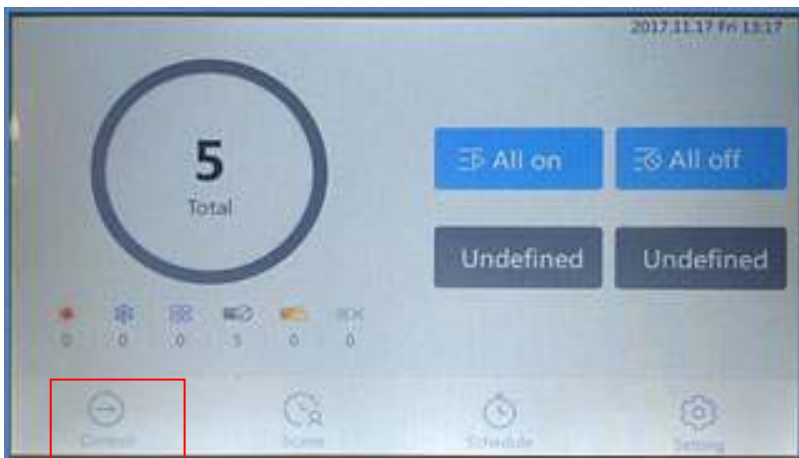 2017.11.17 Fri 13:17
5
Total
All on
All off
Undefined
Undefined
0 0 0 5 0 0
Control
Scene
Schedule
Setting